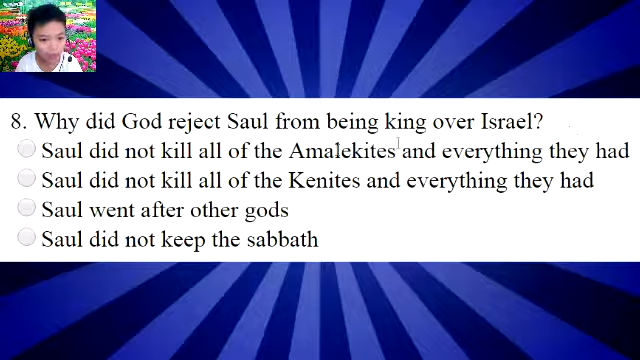 8. Why did God reject Saul from being king over Israel?
Saul did not kill all of the Amalekites and everything they had
Saul did not kill all of the Kenites and everything they had
Saul went after other gods
Saul did not keep the sabbath